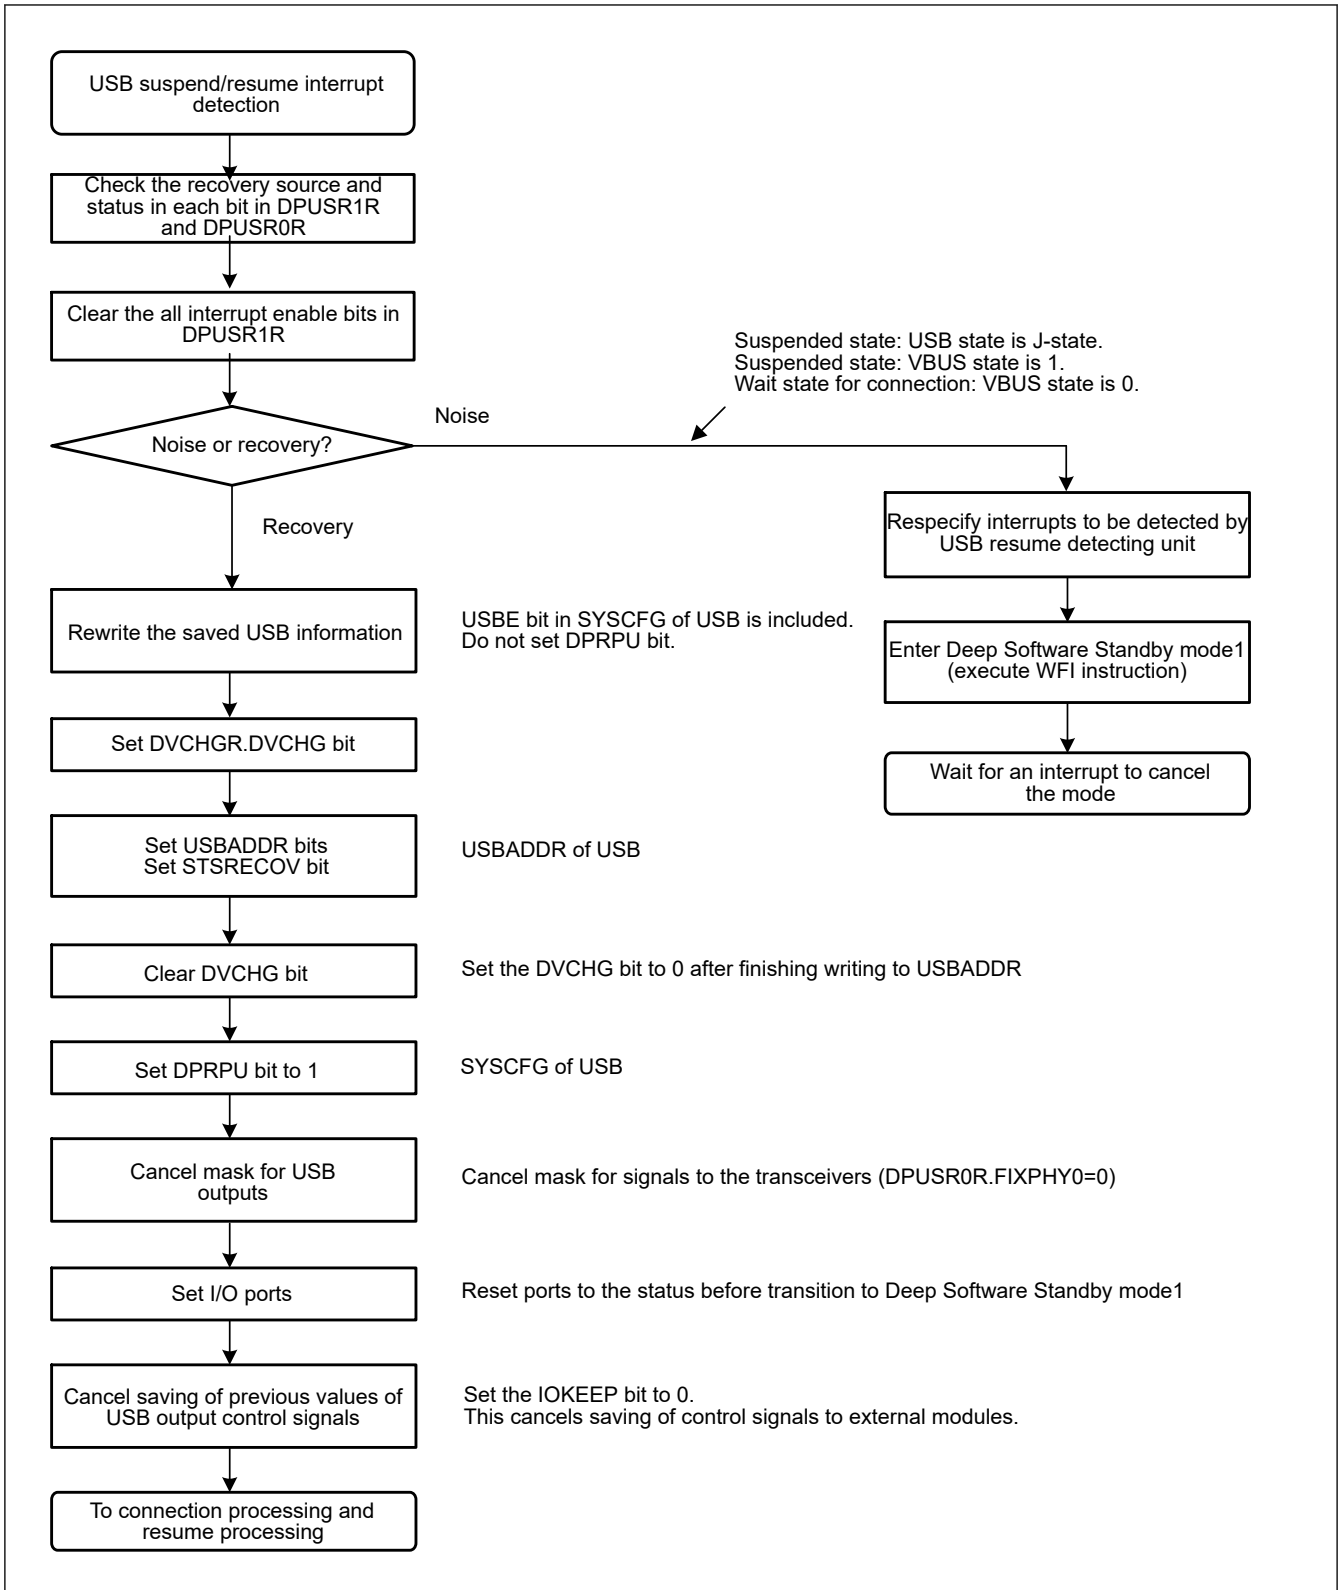 USB suspend/resume interrupt
detection
Check the recovery source and
status in each bit in DPUSR1R
and DPUSR0R
Clear the all interrupt enable bits in
DPUSR1R
Suspended state: USB state is J-state.
Suspended state: VBUS state is 1.
Wait state for connection: VBUS state is 0.
Noise
Noise or recovery?
Recovery
Respecify interrupts to be detected by
USB resume detecting unit
Enter Deep Software Standby mode1
(execute WFI instruction)
Wait for an interrupt to cancel
the mode
Rewrite the saved USB information
USBE bit in SYSCFG of USB is included.
Do not set DPRPU bit.
Set DVCHGR.DVCHG bit
Set USBADDR bits
Set STSRECOV bit
USBADDR of USB
Clear DVCHG bit
Set the DVCHG bit to 0 after finishing writing to USBADDR
Set DPRPU bit to 1
SYSCFG of USB
Cancel mask for USB
outputs
Cancel mask for signals to the transceivers (DPUSR0R.FIXPHY0=0)
Set I/O ports
Reset ports to the status before transition to Deep Software Standby mode1
Cancel saving of previous values of
USB output control signals
Set the IOKEEP bit to 0.
This cancels saving of control signals to external modules.
To connection processing and
resume processing